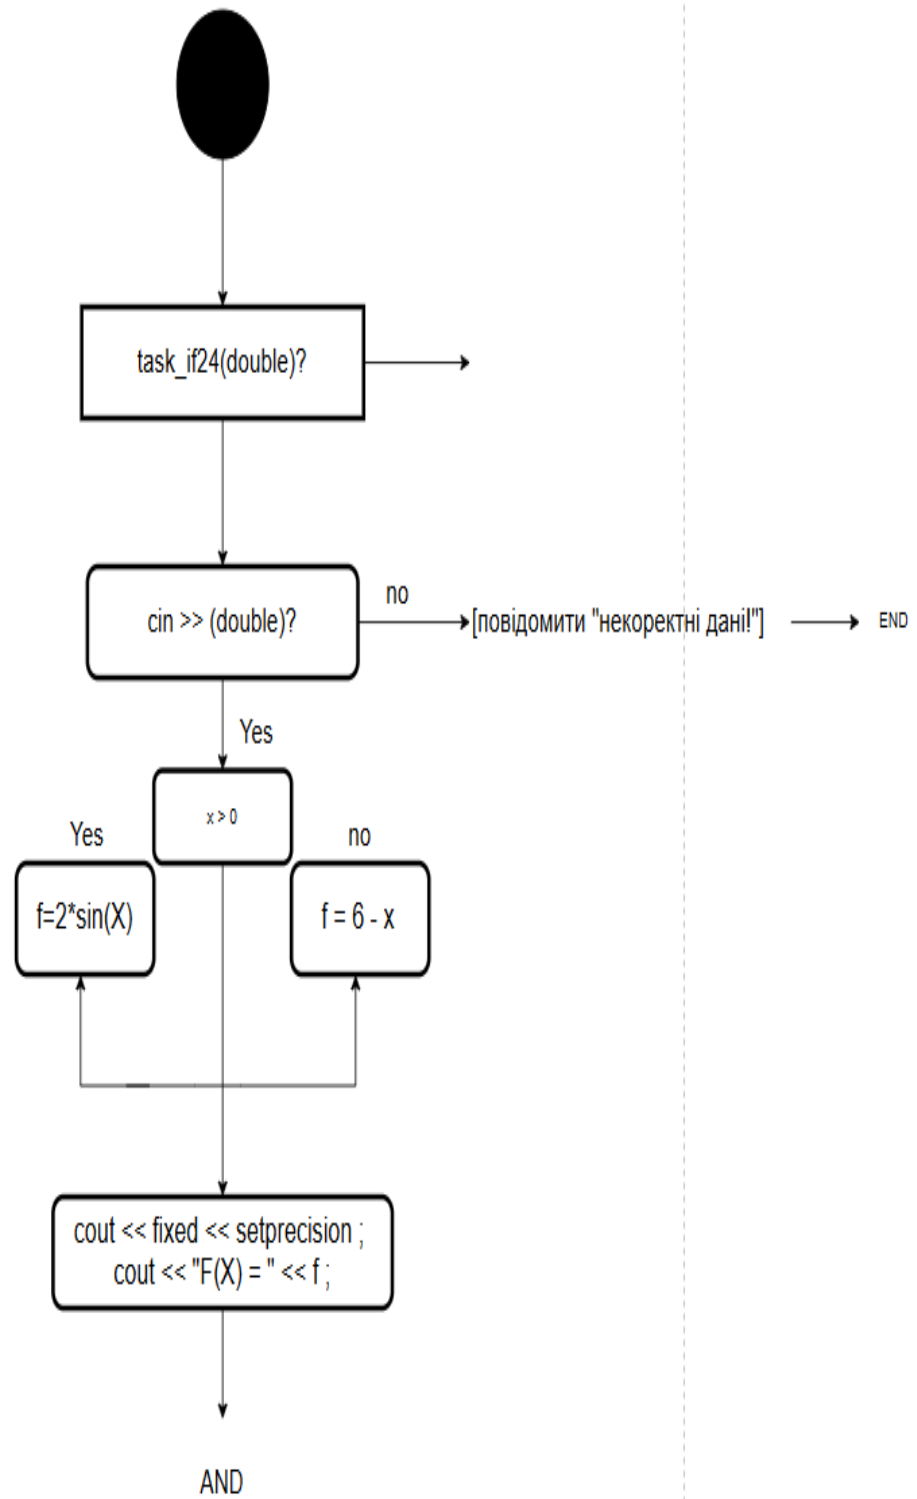 task_if24(double)?
cin >> (double)?
no
[повідомити "некоректні дані!"]
END
Yes
x > 0
Yes
no
f=2*sin(X)
f = 6 - x
cout << fixed << setprecision ;
cout << "F(X) = " << f ;
AND